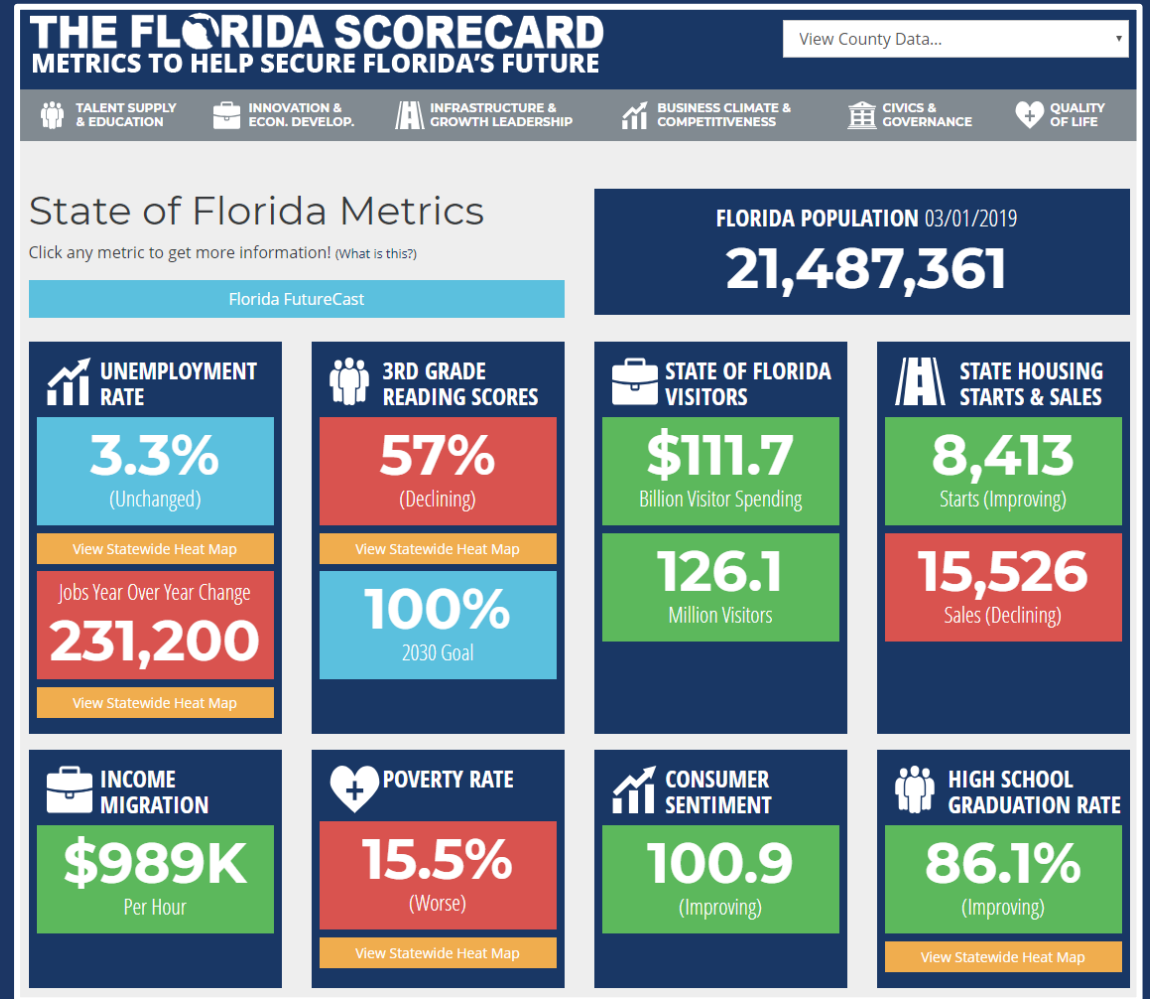 THE FLORIDA SCORECARD
METRICS TO HELP SECURE FLORIDA'S FUTURE
View County Data...
TALENT SUPPLY
& EDUCATION
INNOVATION &
ECON. DEVELOP.
INFRASTRUCTURE &
GROWTH LEADERSHIP
BUSINESS CLIMATE &
COMPETITIVENESS
CIVICS &
GOVERNANCE
QUALITY
OF LIFE
State of Florida Metrics
Click any metric to get more information! (What is this?)
Florida FutureCast
FLORIDA POPULATION 03/01/2019
21,487,361
UNEMPLOYMENT
RATE
3.3%
(Unchanged)
View Statewide Heat Map
Jobs Year Over Year Change
231,200
View Statewide Heat Map
3RD GRADE
READING SCORES
57%
(Declining)
View Statewide Heat Map
100%
2030 Goal
STATE OF FLORIDA
VISITORS
$111.7
Billion Visitor Spending
126.1
Million Visitors
STATE HOUSING
STARTS & SALES
8,413
Starts (Improving)
15,526
Sales (Declining)
INCOME
MIGRATION
$989K
Per Hour
POVERTY RATE
15.5%
(Worse)
View Statewide Heat Map
CONSUMER
SENTIMENT
100.9
(Improving)
HIGH SCHOOL
GRADUATION RATE
86.1%
(Improving)
View Statewide Heat Map